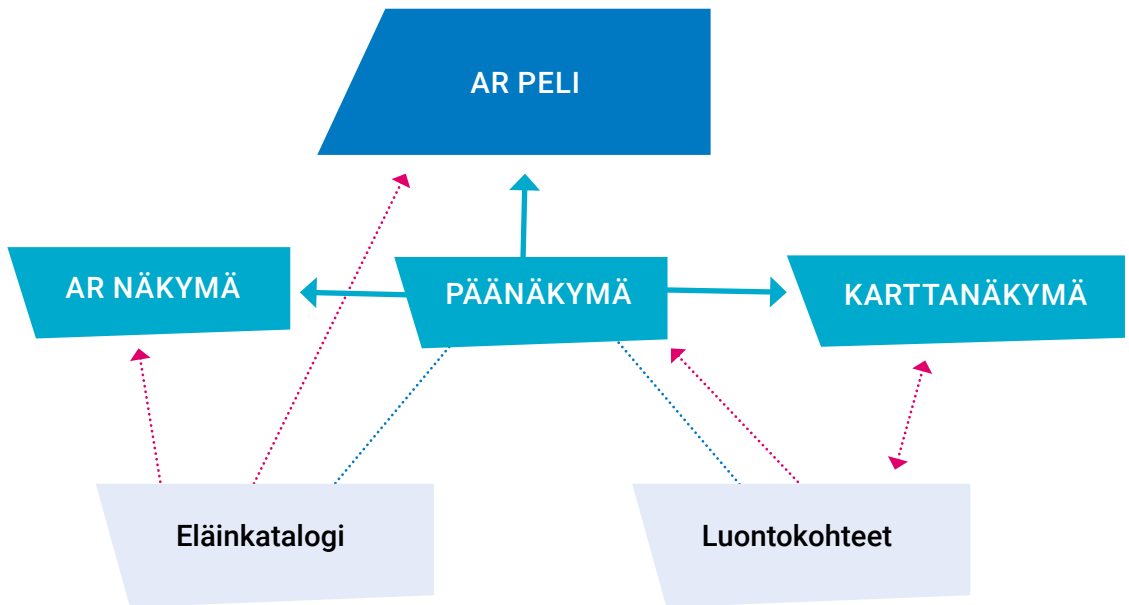 AR PELI
AR NÄKYMÄ
PÄÄNÄKYMÄ
KARTTANÄKYMÄ
Eläinkatalogi
Luontokohteet